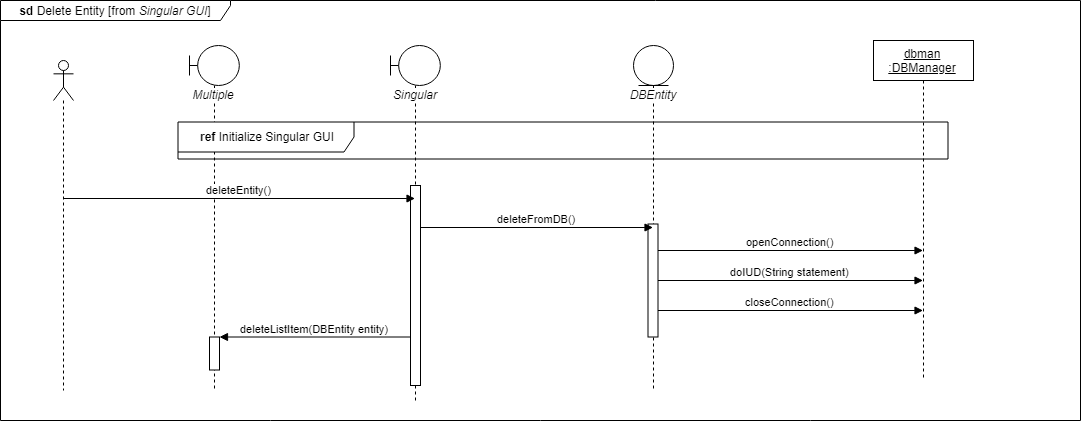 sd Delete Entity [from Singular GUI]
dbman
:DBManager
Multiple
Singular
DBEntity
ref Initialize Singular GUI
deleteEntity()
deleteFromDB()
openConnection()
doIUD(String statement)
closeConnection()
deleteListItem(DBEntity entity)